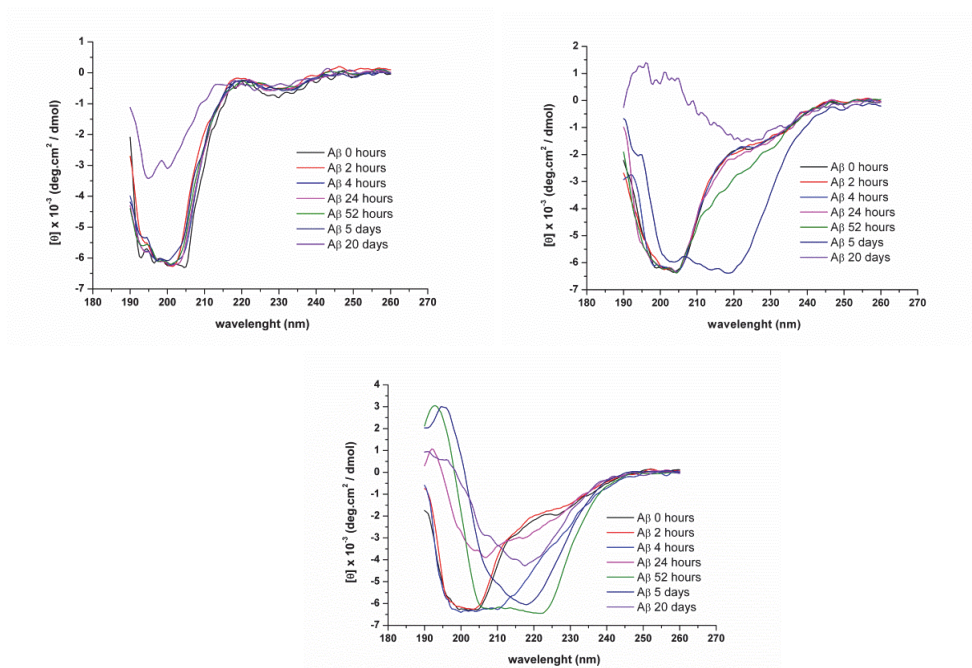 [θ] x 10⁻³ (deg.cm² / dmol)
1
0
-1
-2
-3
-4
-5
-6
-7
180 190 200 210 220 230 240 250 260 270
wavelenght (nm)
Aβ 0 hours
Aβ 2 hours
Aβ 4 hours
Aβ 24 hours
Aβ 52 hours
Aβ 5 days
Aβ 20 days
[θ] x 10⁻³ (deg.cm² / dmol)
2
1
0
-1
-2
-3
-4
-5
-6
-7
180 190 200 210 220 230 240 250 260 270
wavelenght (nm)
Aβ 0 hours
Aβ 2 hours
Aβ 4 hours
Aβ 24 hours
Aβ 52 hours
Aβ 5 days
Aβ 20 days
[θ] x 10⁻³ (deg.cm² / dmol)
4
3
2
1
0
-1
-2
-3
-4
-5
-6
-7
180 190 200 210 220 230 240 250 260 270
wavelenght (nm)
Aβ 0 hours
Aβ 2 hours
Aβ 4 hours
Aβ 24 hours
Aβ 52 hours
Aβ 5 days
Aβ 20 days